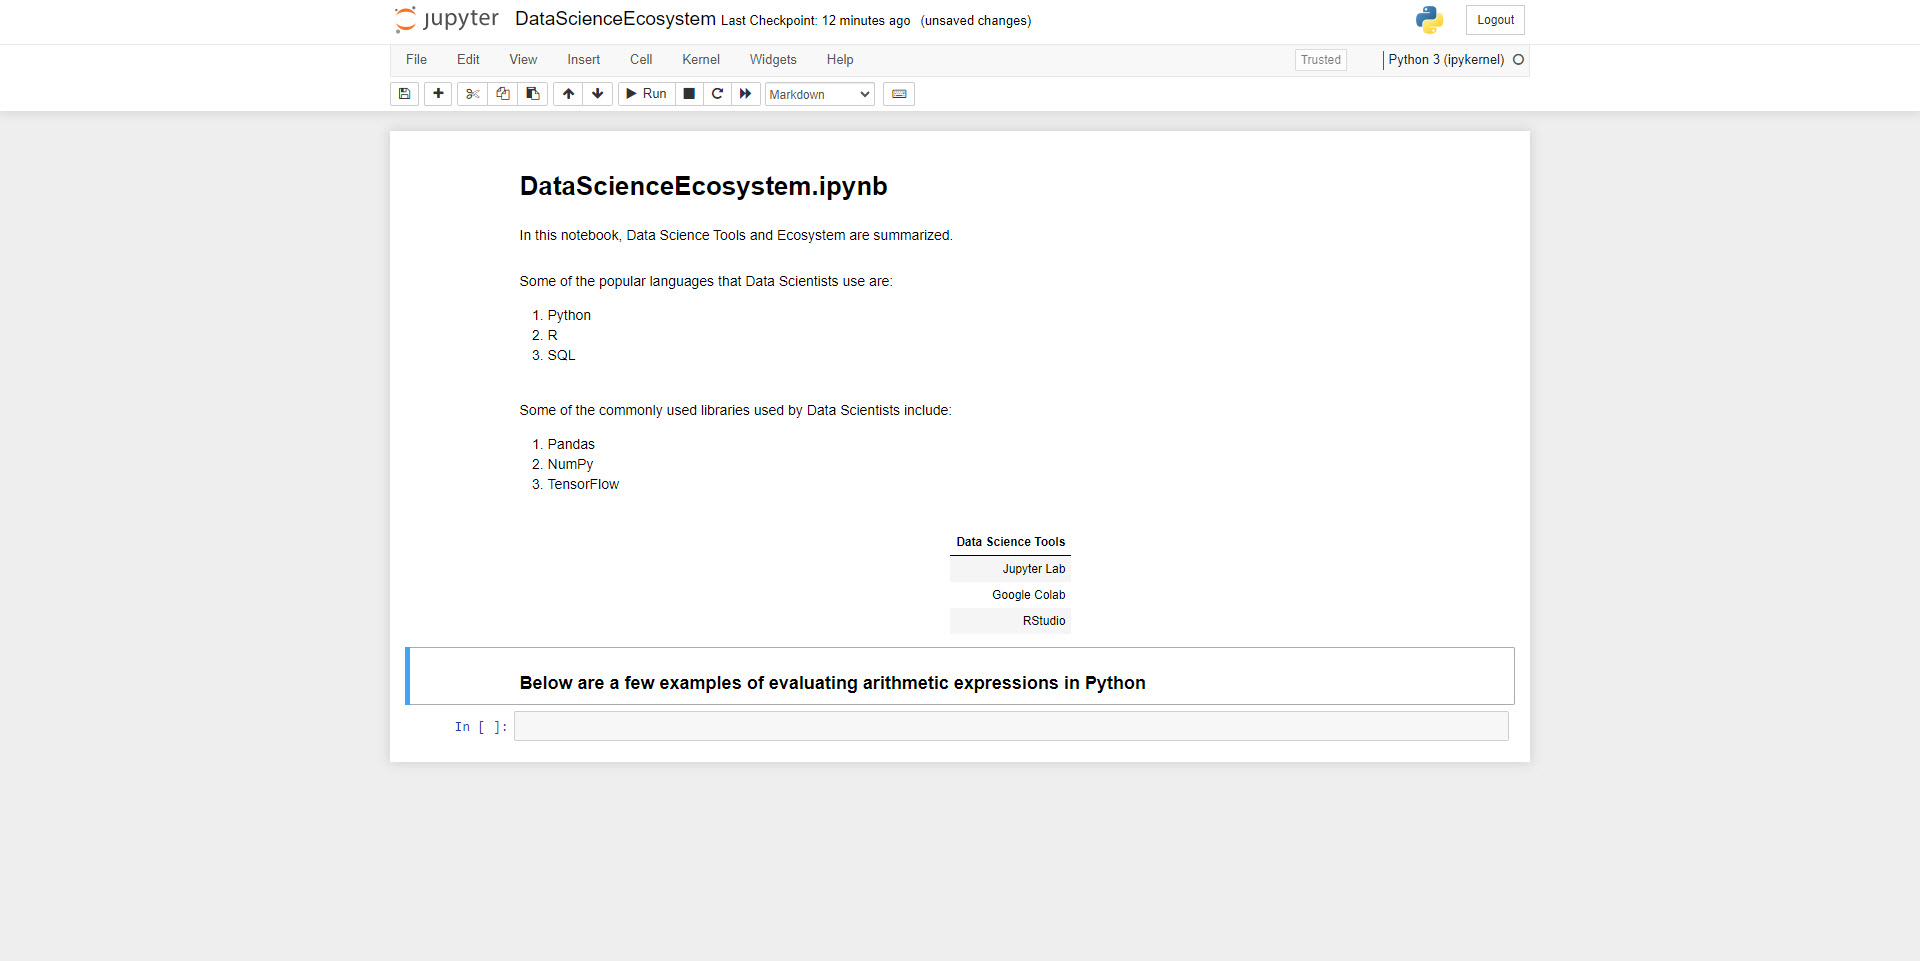 jupyter DataScienceEcosystem Last Checkpoint: 12 minutes ago (unsaved changes) Logout
File Edit View Insert Cell Kernel Widgets Help Trusted Python 3 (ipykernel)
Run Markdown
DataScienceEcosystem.ipynb
In this notebook, Data Science Tools and Ecosystem are summarized.
Some of the popular languages that Data Scientists use are:
1. Python
2. R
3. SQL
Some of the commonly used libraries used by Data Scientists include:
1. Pandas
2. NumPy
3. TensorFlow
Data Science Tools
Jupyter Lab
Google Colab
RStudio
Below are a few examples of evaluating arithmetic expressions in Python
In [ ]: